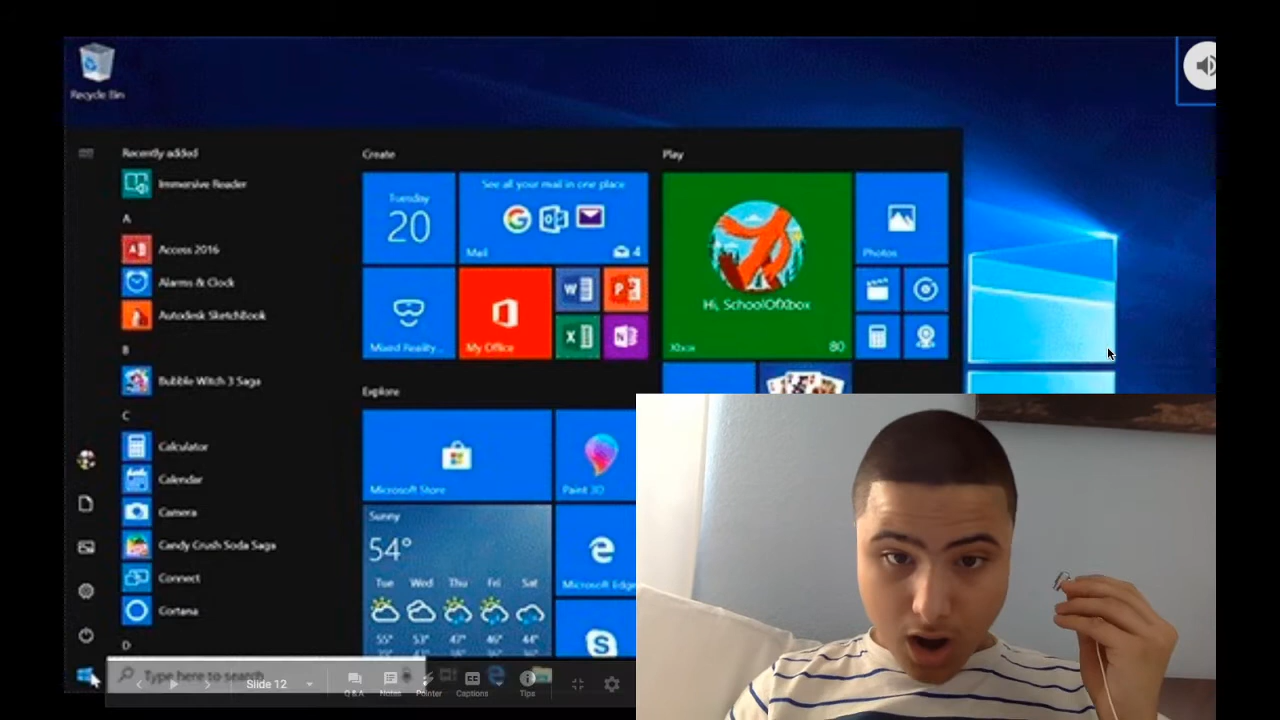 Recycle Bin
Recently added
Immersive Reader
A
Access 2016
Alarms & Clock
Autodesk SketchBook
B
Bubble Witch 3 Saga
C
Calculator
Calendar
Camera
Candy Crush Soda Saga
Connect
Cortana
D
Type here to search
Create
Tuesday
20
See all your mail in one place
Mail
4
Mixed Reality...
My Office
Explore
Microsoft Store
Paint 3D
Sunny
54°
Tue Wed Thu Fri Sat
55° 53° 47° 46° 44°
Microsoft Edge
Play
Hi, SchoolOfXbox
Xbox
80
Photos
Slide 12
Q & A
Notes
Pointer
Captions
Tips